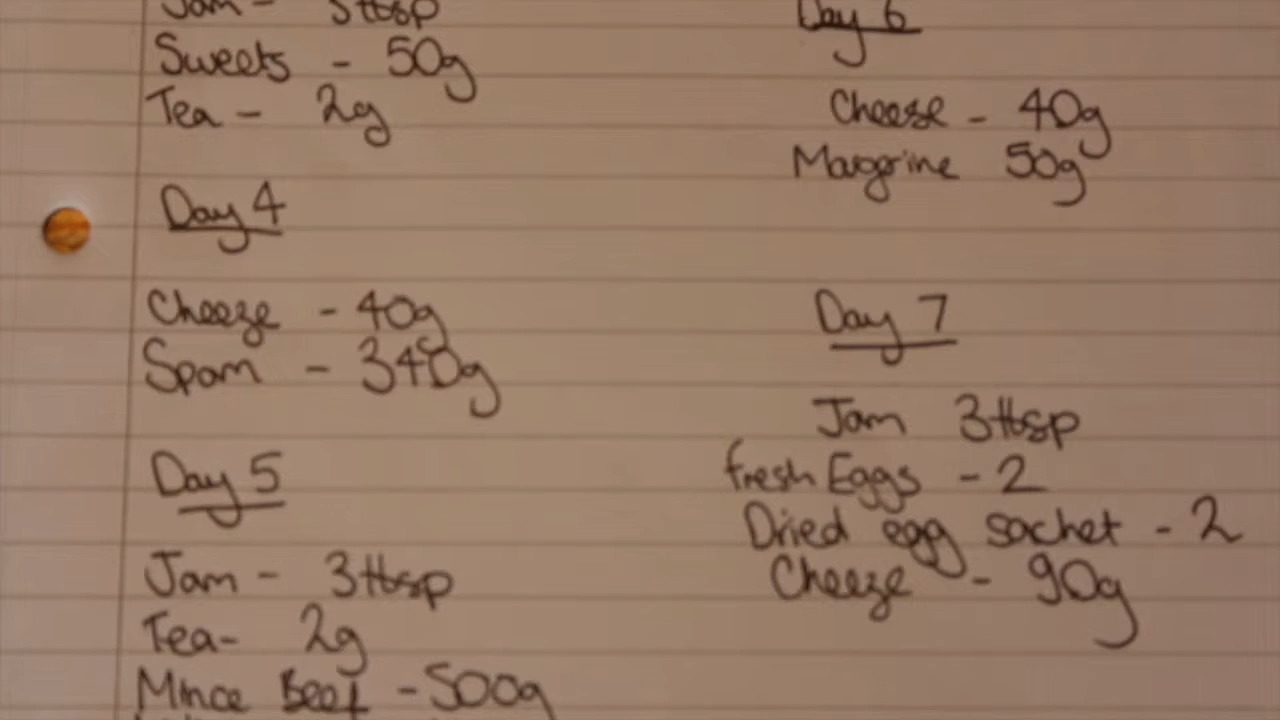 Jam - 3tbsp
Sweets - 50g
Tea - 2g
Day 4
Cheeze - 40g
Spam - 340g
Day 5
Jam - 3tbsp
Tea - 2g
Mince Beef - 500g
Day 6
Cheese - 40g
Margrine 50g
Day 7
Jam 3tbsp
fresh Eggs - 2
Dried egg sachet - 2
Cheeze - 90g